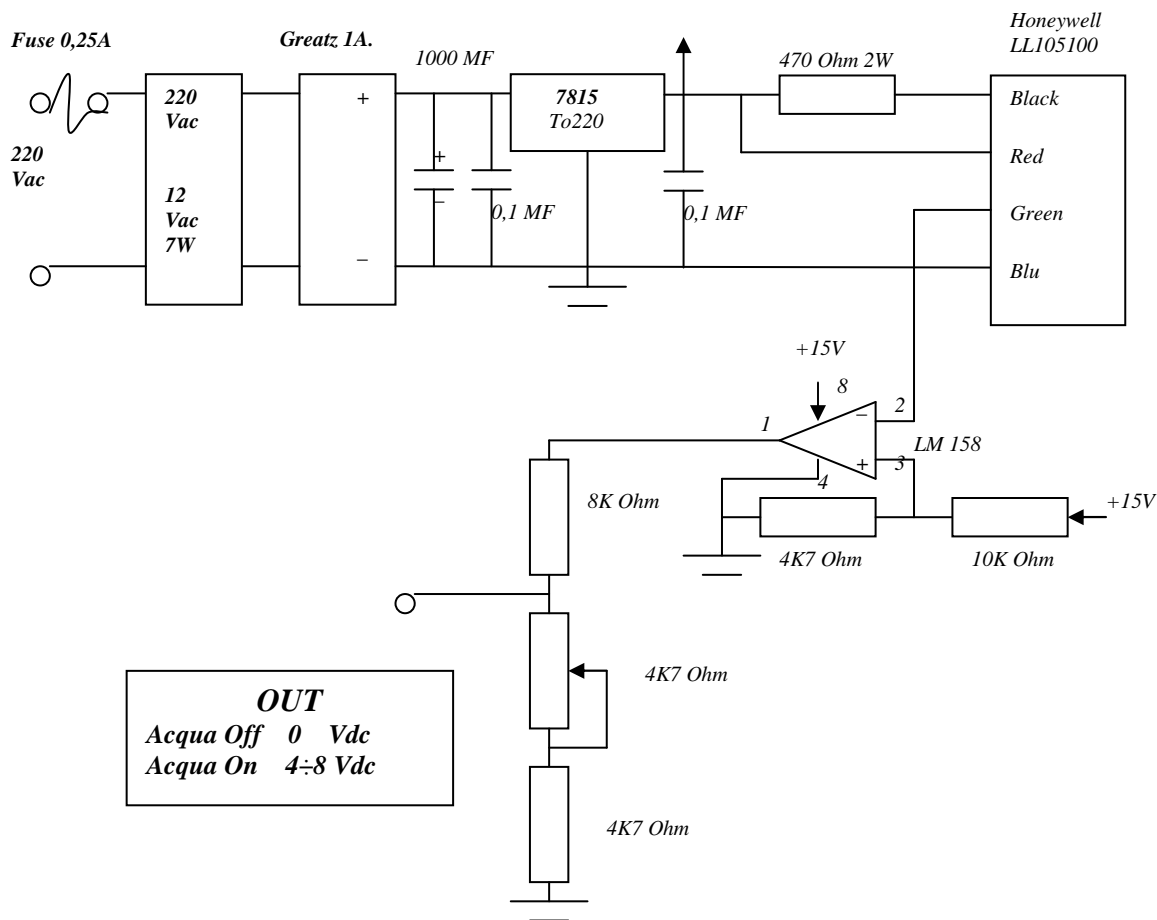 Honeywell
LL105100
Fuse 0,25A
Greatz 1A.
1000 MF
470 Ohm 2W
220
Vac
12
Vac
7W
220
Vac
+
−
+
−
0,1 MF
7815
To220
0,1 MF
Black
Red
Green
Blu
+15V
8
2
1
−
+
3
4
LM 158
8K Ohm
4K7 Ohm
10K Ohm
+15V
4K7 Ohm
OUT
Acqua Off 0 Vdc
Acqua On 4÷8 Vdc
4K7 Ohm